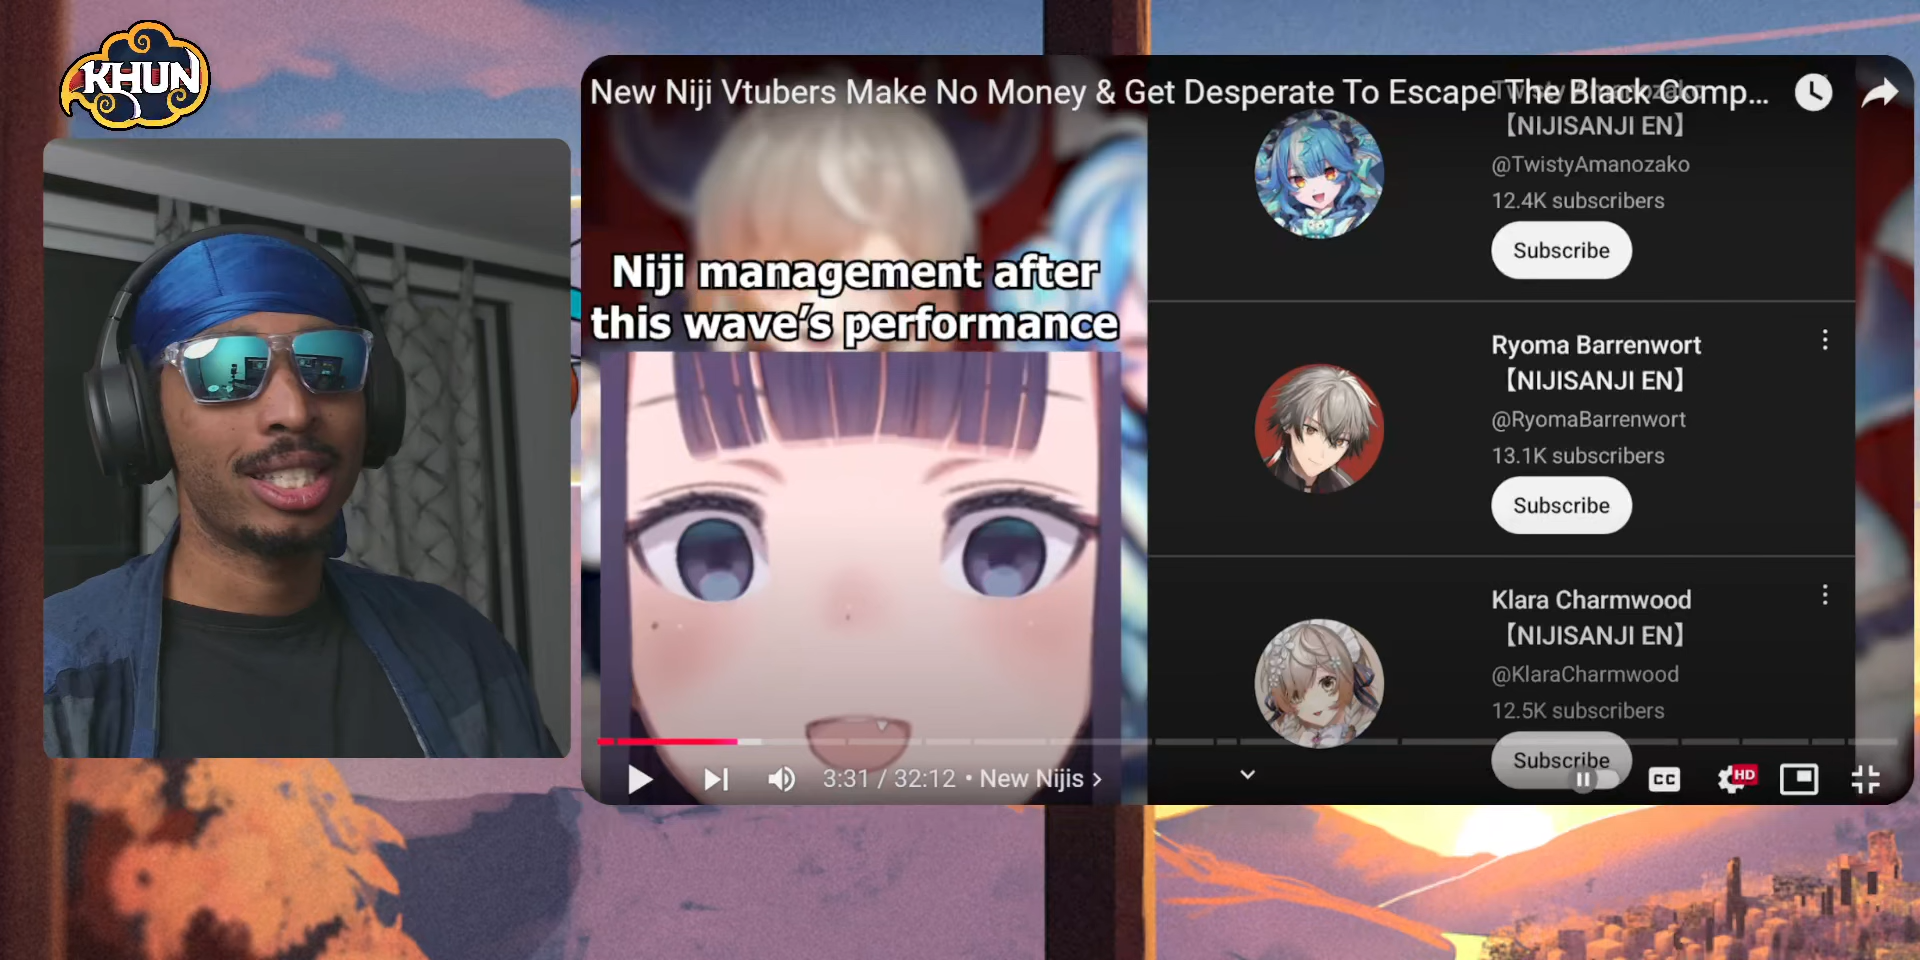 KHUN
New Niji Vtubers Make No Money & Get Desperate To Escape The Black Comp...
Niji management after
this wave's performance
【NIJISANJI EN】
@TwistyAmanozako
12.4K subscribers
Subscribe
Ryoma Barrenwort
【NIJISANJI EN】
@RyomaBarrenwort
13.1K subscribers
Subscribe
Klara Charmwood
【NIJISANJI EN】
@KlaraCharmwood
12.5K subscribers
Subscribe
3:31 / 32:12 • New Nijis >
CC
HD